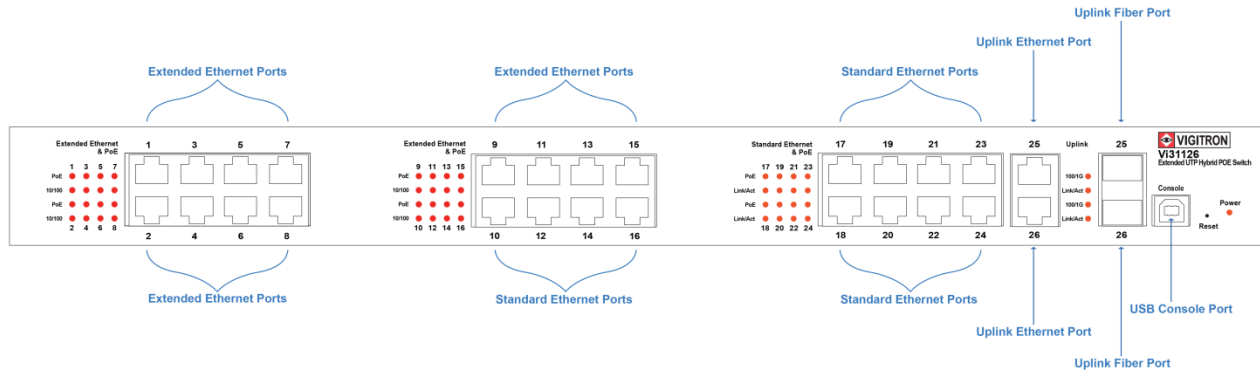 Uplink Fiber Port
Uplink Ethernet Port
Extended Ethernet Ports
Extended Ethernet Ports
Standard Ethernet Ports
Extended Ethernet
& PoE
1 3 5 7
PoE
10/100
PoE
10/100
2 4 6 8
1 3 5 7
2 4 6 8
Extended Ethernet
& PoE
9 11 13 15
PoE
10/100
PoE
10/100
10 12 14 16
9 11 13 15
10 12 14 16
Standard Ethernet
& PoE
17 19 21 23
PoE
Link/Act
PoE
Link/Act
18 20 22 24
17 19 21 23
18 20 22 24
25
26
Uplink
100/1G
Link/Act
100/1G
Link/Act
25
26
VIGITRON
Vi31126
Extended UTP Hybrid POE Switch
Console
Reset
Power
Extended Ethernet Ports
Standard Ethernet Ports
Standard Ethernet Ports
USB Console Port
Uplink Ethernet Port
Uplink Fiber Port